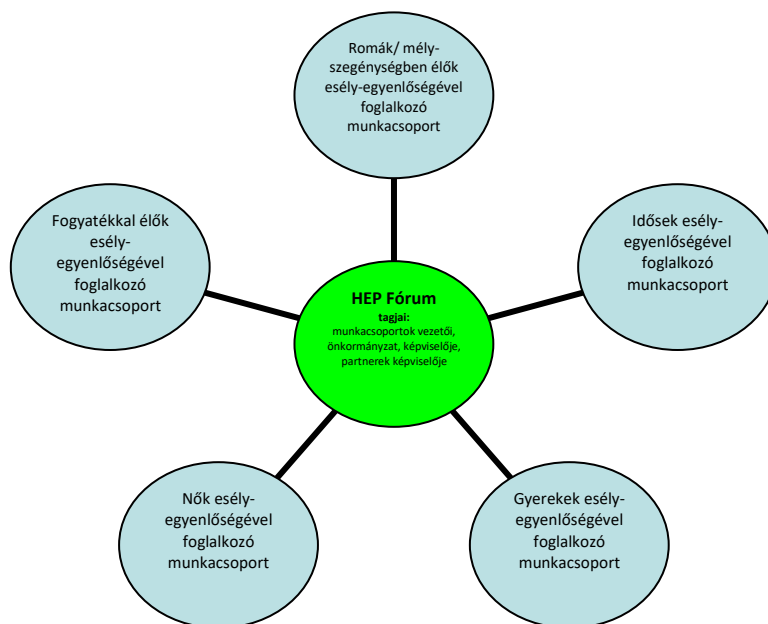 Romák/ mély-
szegénységben élők
esély-egyenlőségével
foglalkozó
munkacsoport
Fogyatékkal élők
esély-
egyenlőségével
foglalkozó
munkacsoport
Idősek esély-
egyenlőségével
foglalkozó
munkacsoport
HEP Fórum
tagjai:
munkacsoportok vezetői,
önkormányzat, képviselője,
partnerek képviselője
Nők esély-
egyenlőségével
foglalkozó
munkacsoport
Gyerekek esély-
egyenlőségével
foglalkozó
munkacsoport